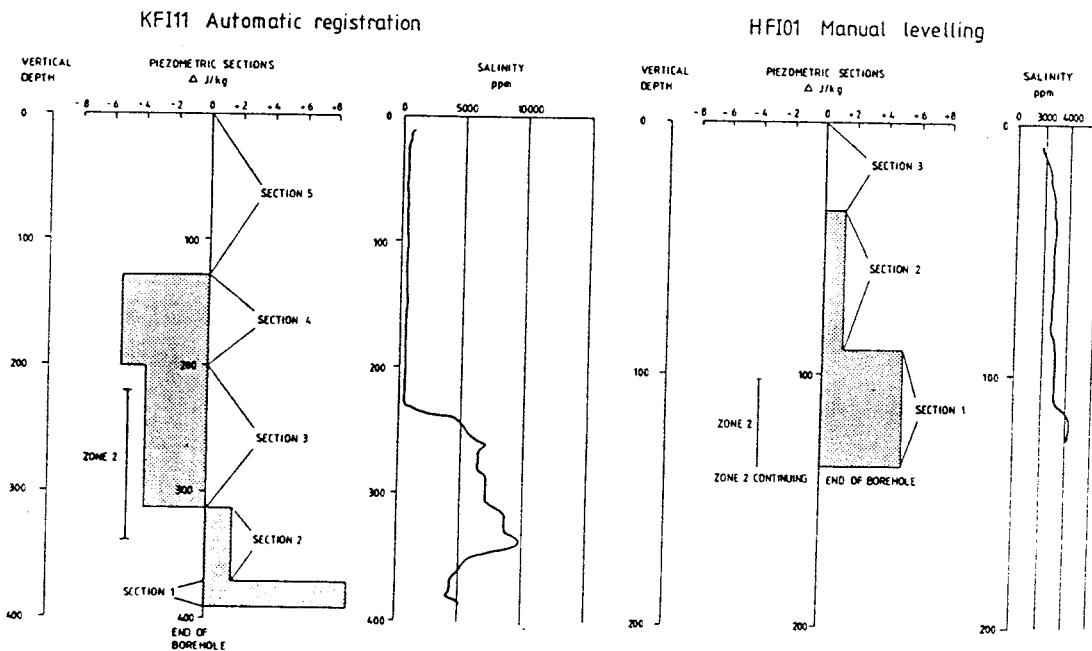 KFI11 Automatic registration
VERTICAL DEPTH
PIEZOMETRIC SECTIONS
Δ J/kg
-8 -6 -4 -2 0 +2 +4 +6 +8
SALINITY
ppm
0 5000 10000
0
100
200
300
400
0
100
200
300
400
100
200
300
400
SECTION 5
SECTION 4
SECTION 3
SECTION 2
SECTION 1
ZONE 2
END OF
BOREHOLE
HFI01 Manual levelling
VERTICAL
DEPTH
PIEZOMETRIC SECTIONS
Δ J/kg
-8 -6 -4 -2 0 +2 +4 +6 +8
SALINITY
ppm
0 3000 4000
0
100
200
0
100
200
100
200
SECTION 3
SECTION 2
SECTION 1
ZONE 2
ZONE 2 CONTINUING
END OF BOREHOLE